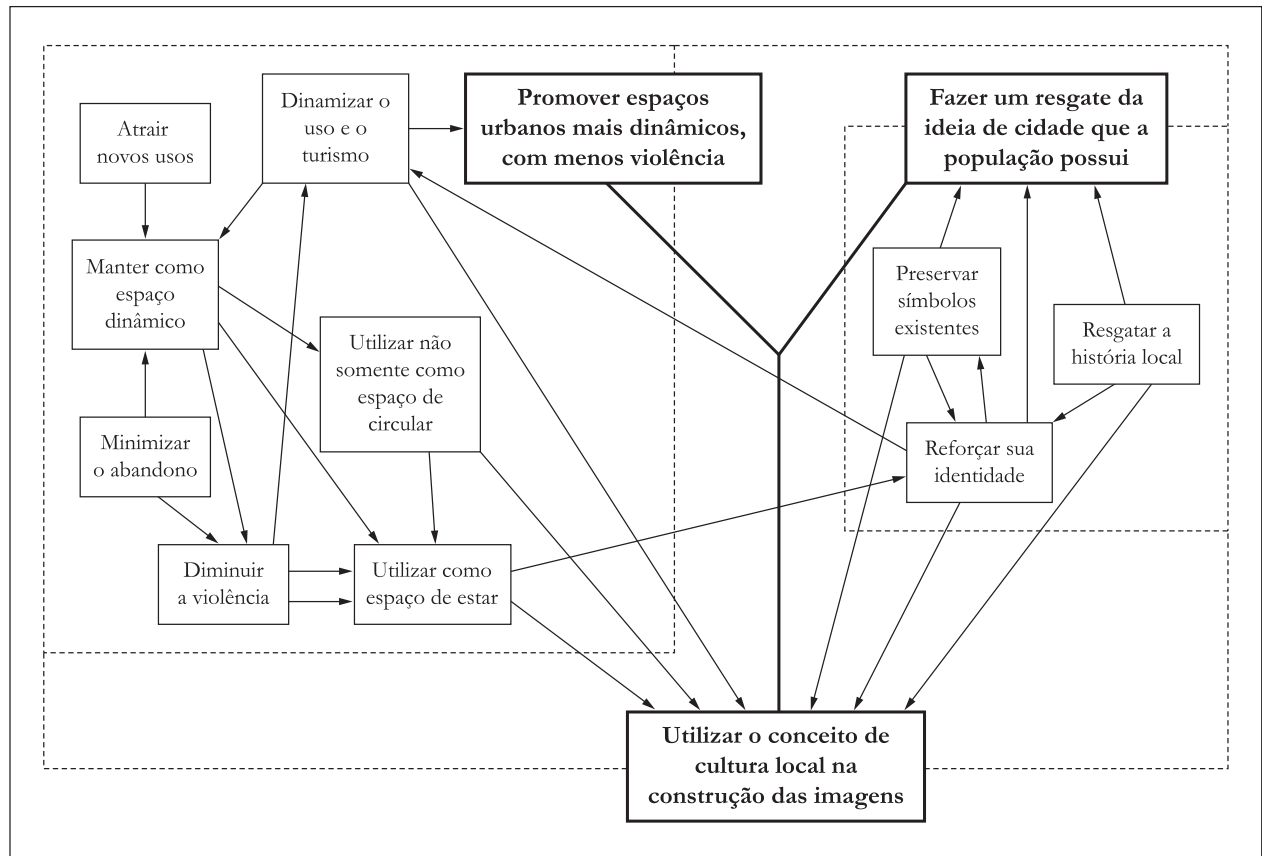 Atrair
novos usos
Dinamizar o
uso e o
turismo
Promover espaços
urbanos mais dinâmicos,
com menos violência
Fazer um resgate da
ideia de cidade que a
população possui
Manter como
espaço
dinâmico
Utilizar não
somente como
espaço de
circular
Preservar
símbolos
existentes
Resgatar a
história local
Minimizar
o abandono
Reforçar sua
identidade
Diminuir
a violência
Utilizar como
espaço de estar
Utilizar o conceito de
cultura local na
construção das imagens